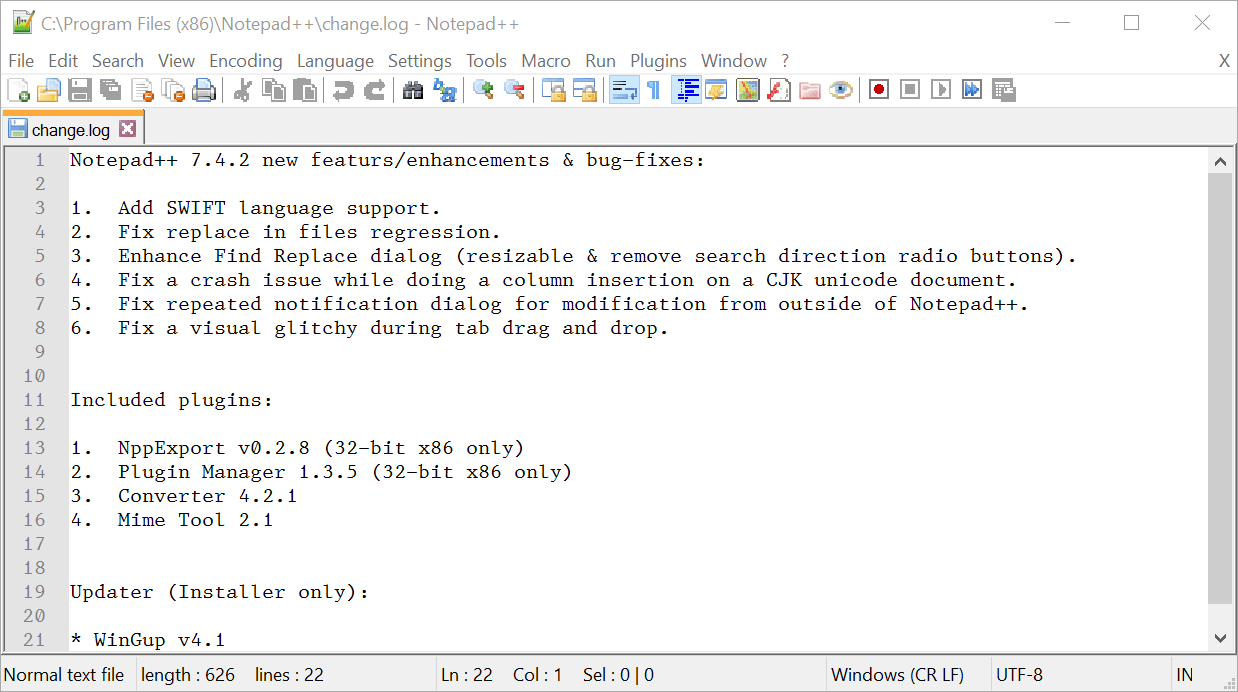 C:\Program Files (x86)\Notepad++\change.log - Notepad++
File Edit Search View Encoding Language Settings Tools Macro Run Plugins Window ? X
change.log
1 Notepad++ 7.4.2 new featurs/enhancements & bug-fixes:
2
3 1. Add SWIFT language support.
4 2. Fix replace in files regression.
5 3. Enhance Find Replace dialog (resizable & remove search direction radio buttons).
6 4. Fix a crash issue while doing a column insertion on a CJK unicode document.
7 5. Fix repeated notification dialog for modification from outside of Notepad++.
8 6. Fix a visual glitchy during tab drag and drop.
9
10
11 Included plugins:
12
13 1. NppExport v0.2.8 (32-bit x86 only)
14 2. Plugin Manager 1.3.5 (32-bit x86 only)
15 3. Converter 4.2.1
16 4. Mime Tool 2.1
17
18
19 Updater (Installer only):
20
21 * WinGup v4.1
Normal text file length : 626 lines : 22 Ln : 22 Col : 1 Sel : 0 | 0 Windows (CR LF) UTF-8 IN